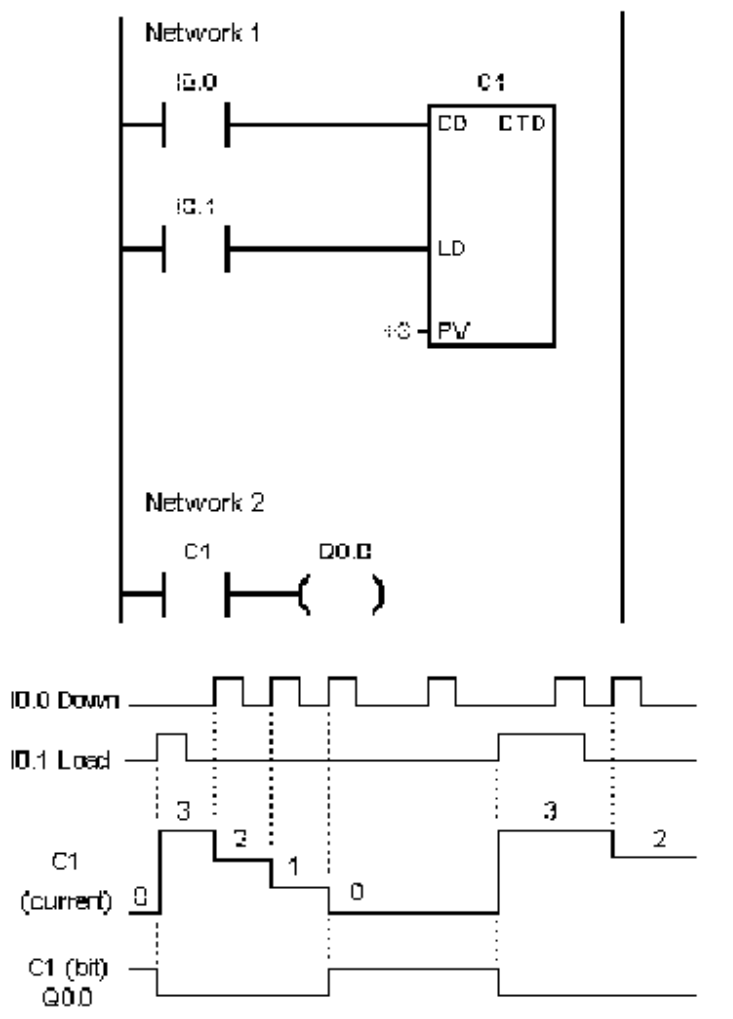 Network 1
I0.0 C1
CD CTD
I0.1
LD
+3 PV
Network 2
C1 Q0.0
I0.0 Down
I0.1 Load
3 3
2 2
C1
1
(current) 0 0
C1 (bit)
Q0.0